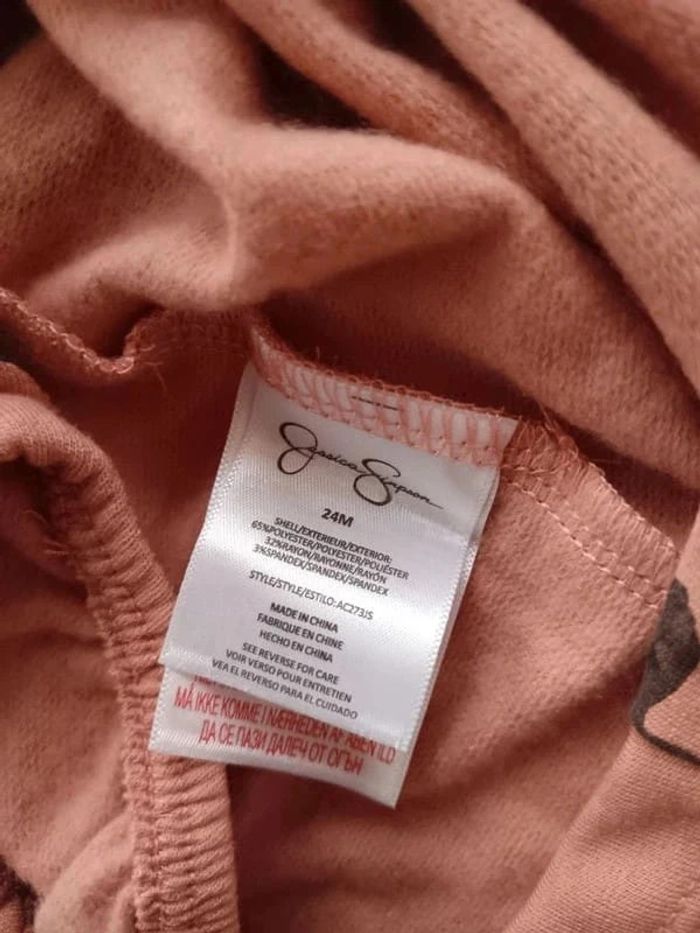 Jessica Simpson
24M
SHELL/EXTERIEUR/EXTERIOR:
65%POLYESTER/POLYESTER/POLIÉSTER
32%RAYON/RAYONNE/RAYÓN
3%SPANDEX/SPANDEX/SPANDEX
STYLE/STYLE/ESTILO: AC273JS
MADE IN CHINA
FABRIQUE EN CHINE
HECHO EN CHINA
SEE REVERSE FOR CARE
VOIR VERSO POUR ENTRETIEN
VEA EL REVERSO PARA EL CUIDADO
MÅ IKKE KOMME I NÆRHEDEN AF ÅBEN ILD
ДА СЕ ПАЗИ ДАЛЕЧ ОТ ОГЪН